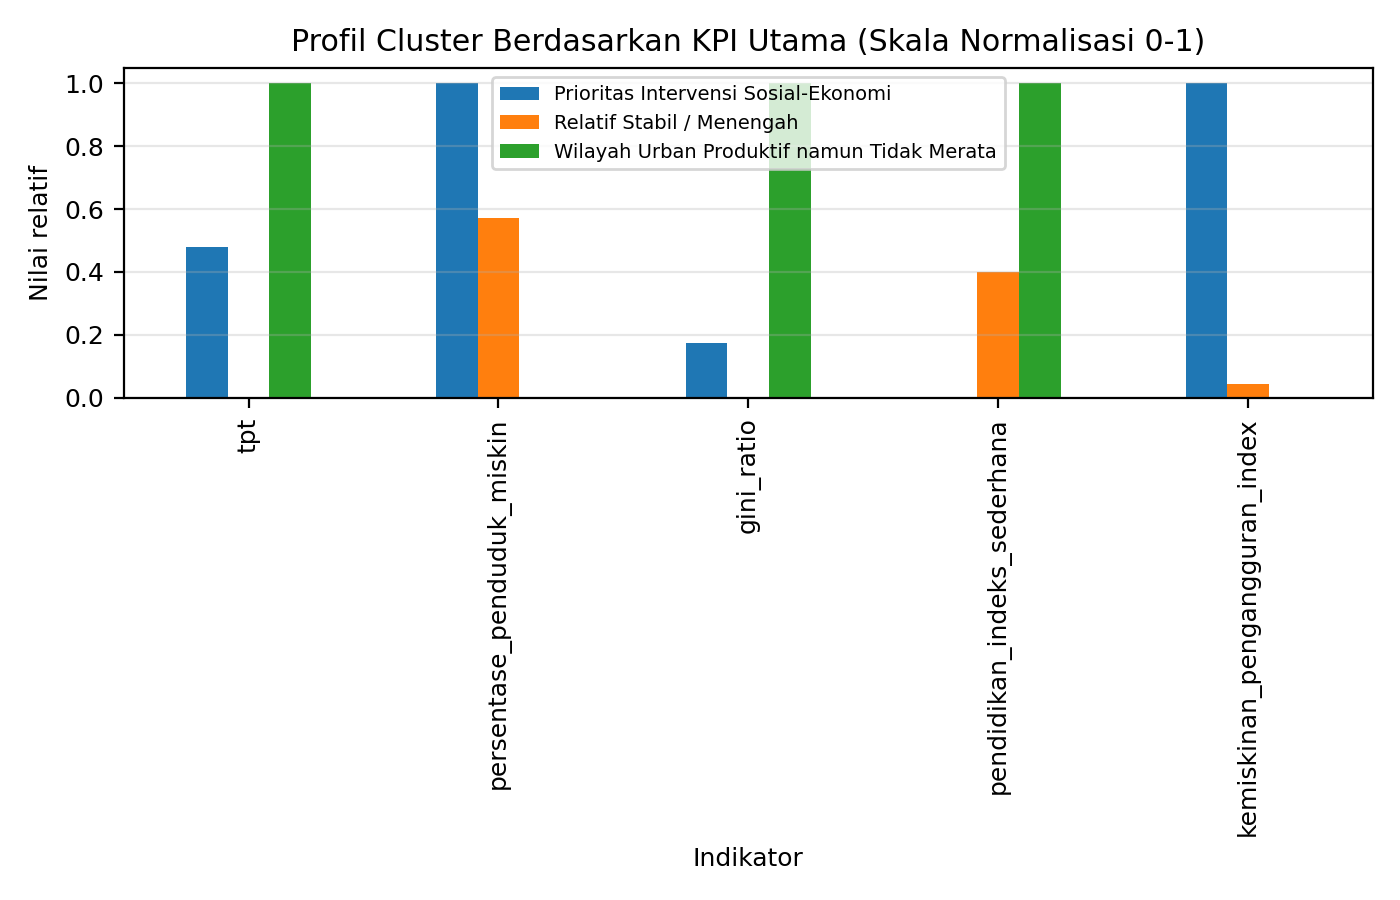 Profil Cluster Berdasarkan KPI Utama (Skala Normalisasi 0-1)
Prioritas Intervensi Sosial-Ekonomi
Relatif Stabil / Menengah
Wilayah Urban Produktif namun Tidak Merata
Nilai relatif
1.0
0.8
0.6
0.4
0.2
0.0
tpt
persentase_penduduk_miskin
gini_ratio
pendidikan_indeks_sederhana
kemiskinan_pengangguran_index
Indikator